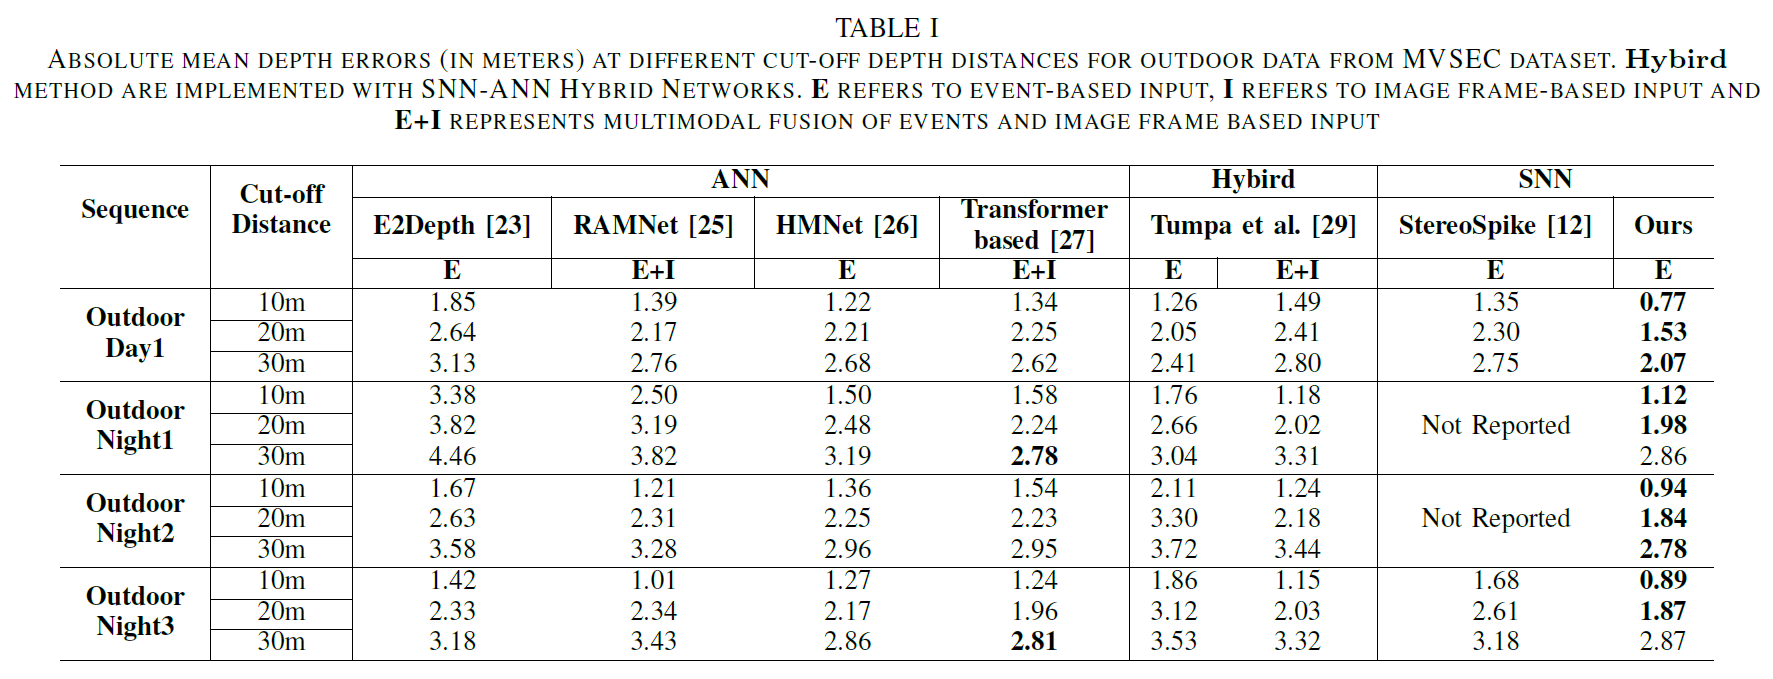 TABLE I
ABSOLUTE MEAN DEPTH ERRORS (IN METERS) AT DIFFERENT CUT-OFF DEPTH DISTANCES FOR OUTDOOR DATA FROM MVSEC DATASET. Hybird
METHOD ARE IMPLEMENTED WITH SNN-ANN HYBRID NETWORKS. E REFERS TO EVENT-BASED INPUT, I REFERS TO IMAGE FRAME-BASED INPUT AND
E+I REPRESENTS MULTIMODAL FUSION OF EVENTS AND IMAGE FRAME BASED INPUT
Sequence Cut-off Distance ANN Hybird SNN
E2Depth [23] RAMNet [25] HMNet [26] Transformer based [27] Tumpa et al. [29] StereoSpike [12] Ours
E E+I E E+I E E+I E E
Outdoor Day1 10m 1.85 1.39 1.22 1.34 1.26 1.49 1.35 0.77
20m 2.64 2.17 2.21 2.25 2.05 2.41 2.30 1.53
30m 3.13 2.76 2.68 2.62 2.41 2.80 2.75 2.07
Outdoor Night1 10m 3.38 2.50 1.50 1.58 1.76 1.18 1.12
20m 3.82 3.19 2.48 2.24 2.66 2.02 Not Reported 1.98
30m 4.46 3.82 3.19 2.78 3.04 3.31 2.86
Outdoor Night2 10m 1.67 1.21 1.36 1.54 2.11 1.24 0.94
20m 2.63 2.31 2.25 2.23 3.30 2.18 Not Reported 1.84
30m 3.58 3.28 2.96 2.95 3.72 3.44 2.78
Outdoor Night3 10m 1.42 1.01 1.27 1.24 1.86 1.15 1.68 0.89
20m 2.33 2.34 2.17 1.96 3.12 2.03 2.61 1.87
30m 3.18 3.43 2.86 2.81 3.53 3.32 3.18 2.87